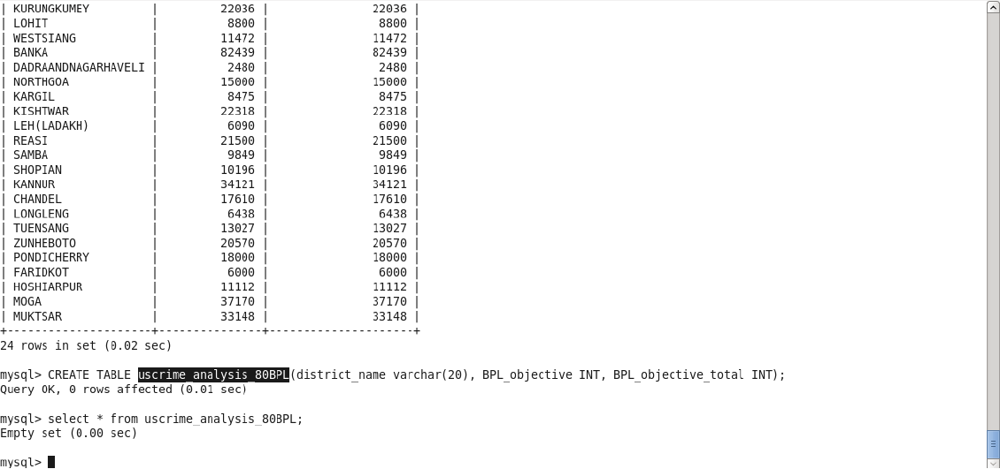 | KURUNGKUMEY | 22036 | 22036 |
| LOHIT | 8800 | 8800 |
| WESTSIANG | 11472 | 11472 |
| BANKA | 82439 | 82439 |
| DADRAANDNAGARHAVELI | 2480 | 2480 |
| NORTHGOA | 15000 | 15000 |
| KARGIL | 8475 | 8475 |
| KISHTWAR | 22318 | 22318 |
| LEH(LADAKH) | 6090 | 6090 |
| REASI | 21500 | 21500 |
| SAMBA | 9849 | 9849 |
| SHOPIAN | 10196 | 10196 |
| KANNUR | 34121 | 34121 |
| CHANDEL | 17610 | 17610 |
| LONGLENG | 6438 | 6438 |
| TUENSANG | 13027 | 13027 |
| ZUNHEBOTO | 20570 | 20570 |
| PONDICHERRY | 18000 | 18000 |
| FARIDKOT | 6000 | 6000 |
| HOSHIARPUR | 11112 | 11112 |
| MOGA | 37170 | 37170 |
| MUKTSAR | 33148 | 33148 |
+---------------------+---------------+----------------------+
24 rows in set (0.02 sec)
mysql> CREATE TABLE uscrime_analysis_80BPL(district_name varchar(20), BPL_objective INT, BPL_objective_total INT);
Query OK, 0 rows affected (0.01 sec)
mysql> select * from uscrime_analysis_80BPL;
Empty set (0.00 sec)
mysql>